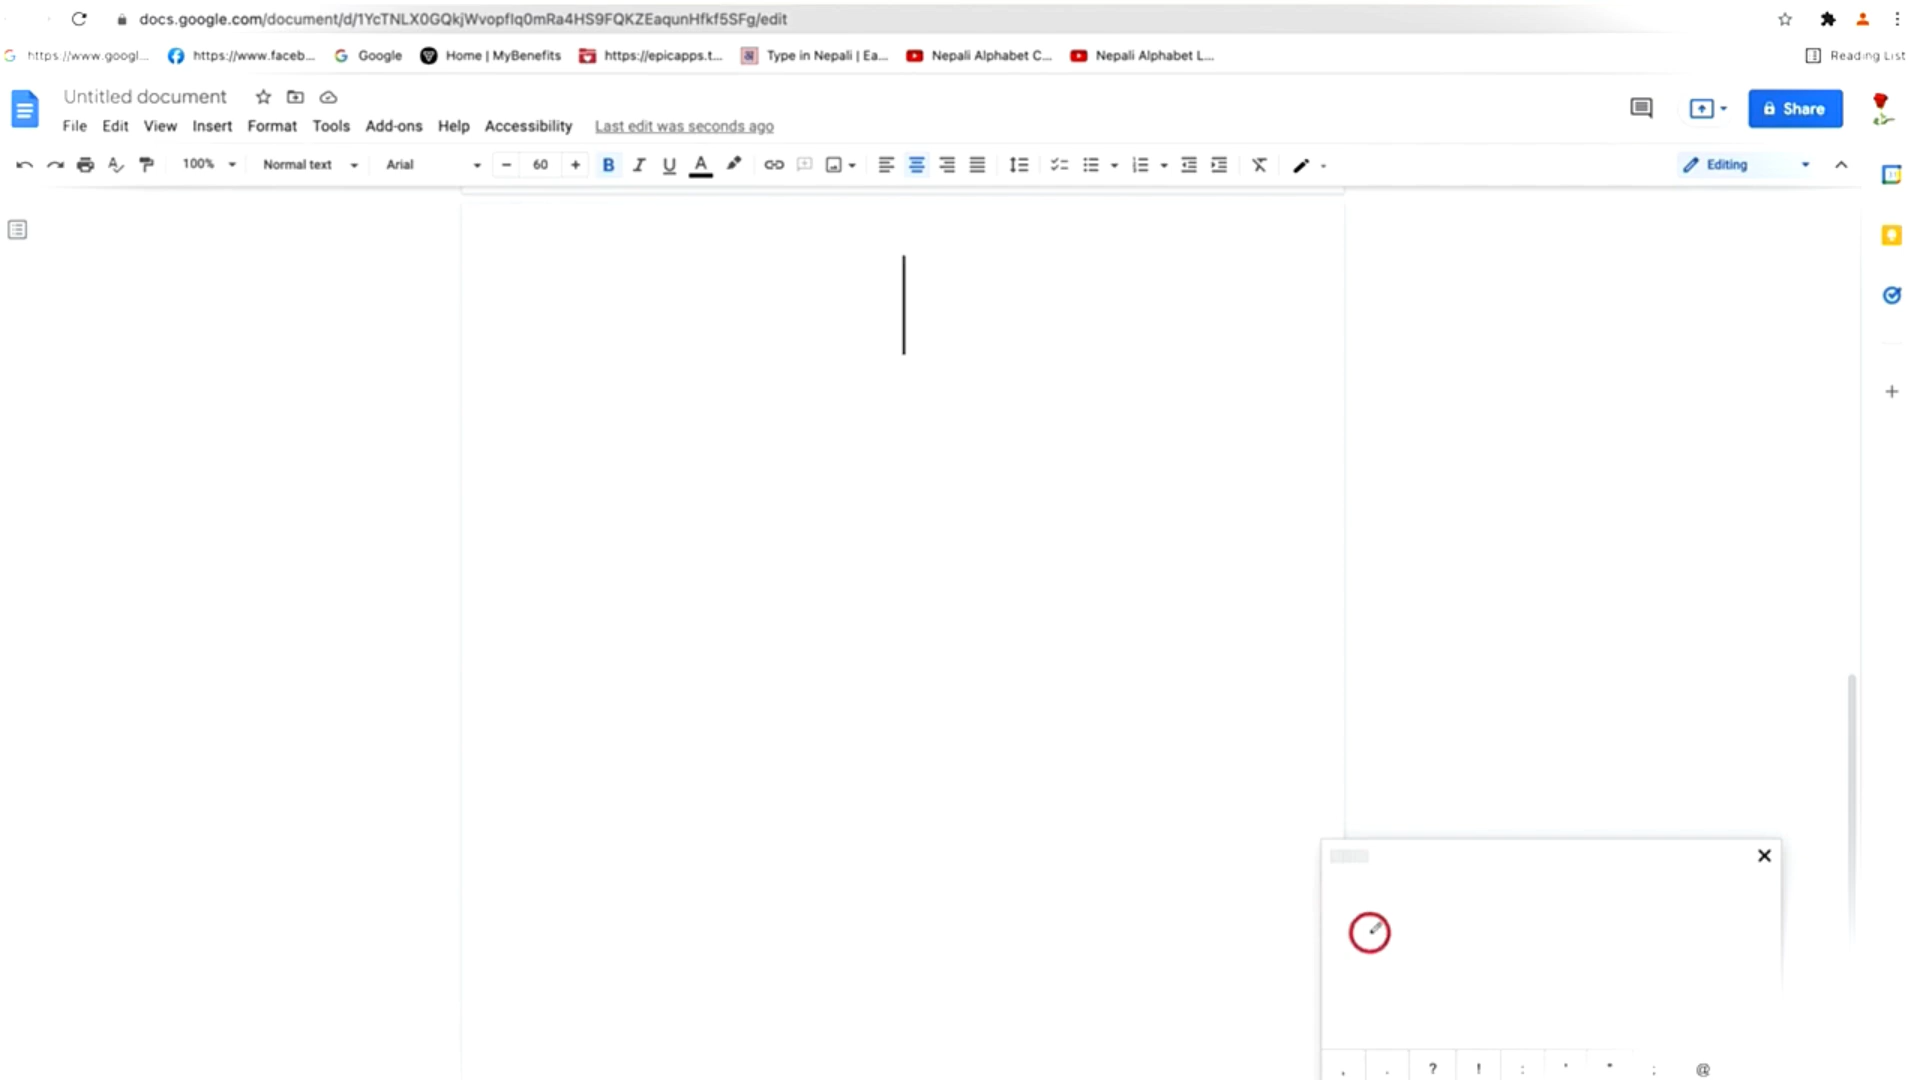 docs.google.com/document/d/1YcTNLX0GQkjWvopfIq0mRa4HS9FQKZEaqunHfkf5SFg/edit
https://www.googl... https://www.faceb... Google Home | MyBenefits https://epicapps.t... Type in Nepali | Ea... Nepali Alphabet C... Nepali Alphabet L... Reading List
Untitled document
Share
File Edit View Insert Format Tools Add-ons Help Accessibility Last edit was seconds ago
100% Normal text Arial − 60 + B I U A Editing
, . ? ! : ' " ; @